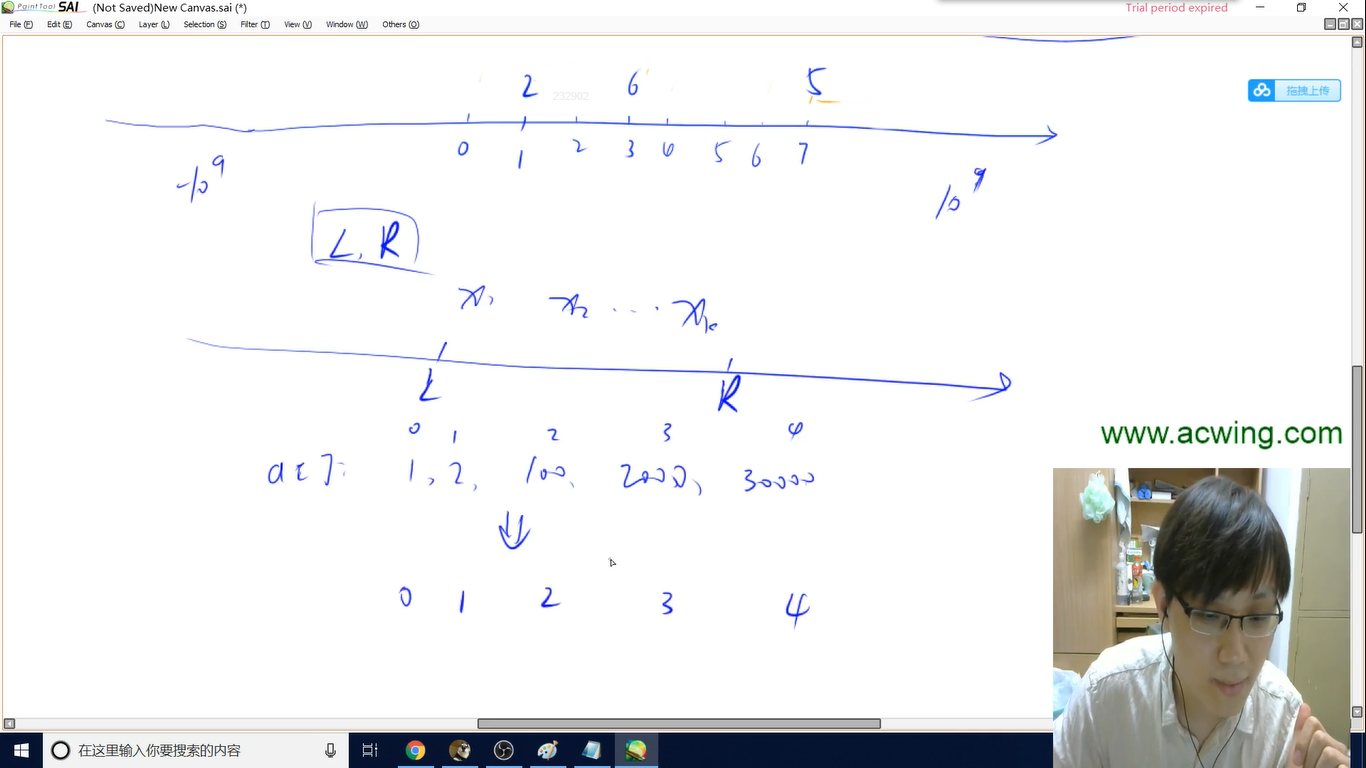 PaintTool SAI (Not Saved)New Canvas.sai (*)
Trial period expired
File (F) Edit (E) Canvas (C) Layer (L) Selection (S) Filter (T) View (V) Window (W) Others (O)
2 6 5
232902
拖拽上传
0 1 2 3 4 5 6 7
-10^9
10^9
L, R
x₁ x₂ ... xₖ
L R
0 1 2 3 4
a[]: 1, 2, 100, 2000, 30000
www.acwing.com
⇓
0 1 2 3 4
在这里输入你要搜索的内容